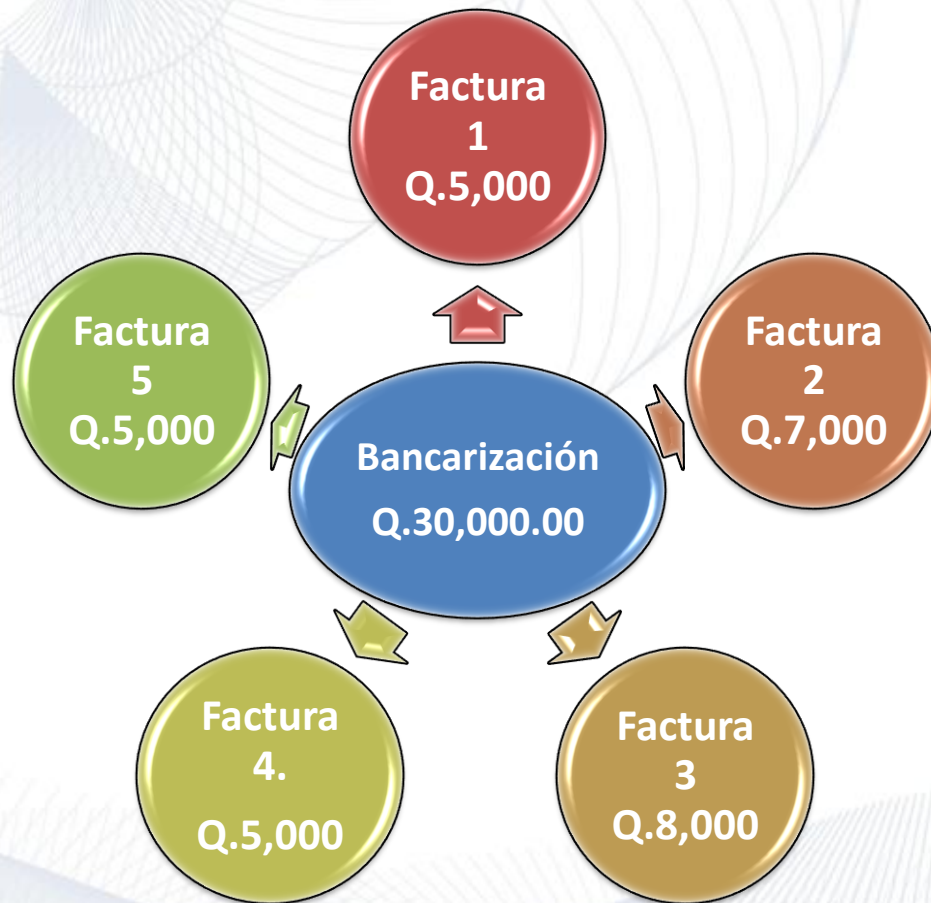 Factura
1
Q.5,000
Factura
2
Q.7,000
Factura
3
Q.8,000
Factura
4.
Q.5,000
Factura
5
Q.5,000
Bancarización
Q.30,000.00